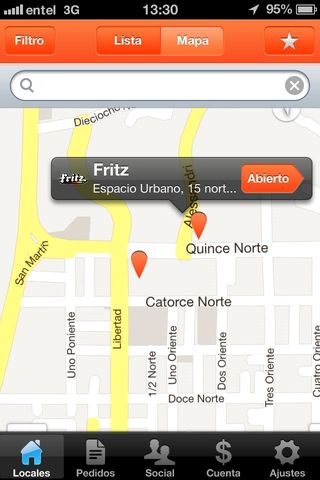 entel 3G 13:30 95%
Filtro Lista Mapa
Dieciocho Norte
Fritz
Fritz.
Espacio Urbano, 15 nort...
Abierto
Alessandri
Quince Norte
San Martín
Catorce Norte
Libertad
Uno Poniente
1/2 Norte
Uno Oriente
Dos Oriente
Tres Oriente
Doce Norte
Locales Pedidos Social Cuenta Ajustes